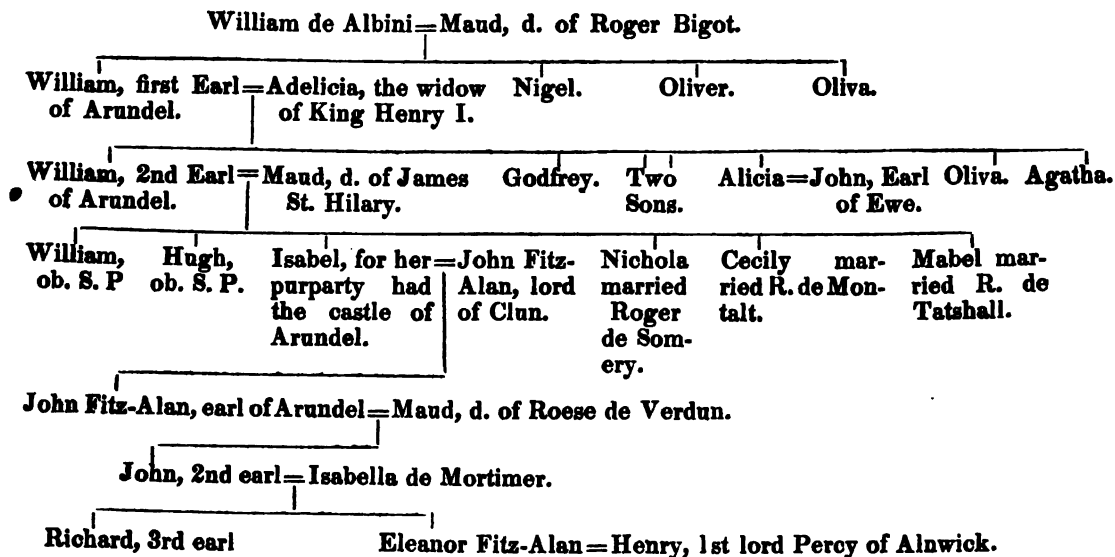 William de Albini=Maud, d. of Roger Bigot.
William, first Earl=Adelicia, the widow Nigel. Oliver. Oliva.
of Arundel. of King Henry I.
William, 2nd Earl=Maud, d. of James Godfrey. Two Alicia=John, Earl Oliva. Agatha.
of Arundel. St. Hilary. Sons. of Ewe.
William, Hugh, Isabel, for her=John Fitz- Nichola Cecily mar- Mabel mar-
ob. S. P ob. S. P. purparty had Alan, lord married ried R. de Mon- ried R. de
the castle of of Clun. Roger talt. Tatshall.
Arundel. de Som-
ery.
John Fitz-Alan, earl of Arundel=Maud, d. of Roese de Verdun.
John, 2nd earl=Isabella de Mortimer.
Richard, 3rd earl Eleanor Fitz-Alan=Henry, 1st lord Percy of Alnwick.